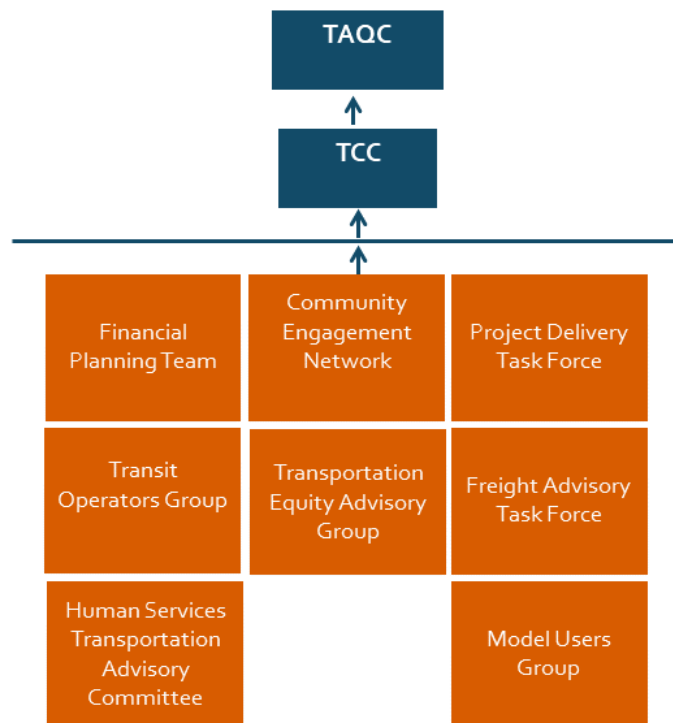 TAQC
TCC
Financial
Planning Team
Community
Engagement
Network
Project Delivery
Task Force
Transit
Operators Group
Transportation
Equity Advisory
Group
Freight Advisory
Task Force
Human Services
Transportation
Advisory
Committee
Model Users
Group